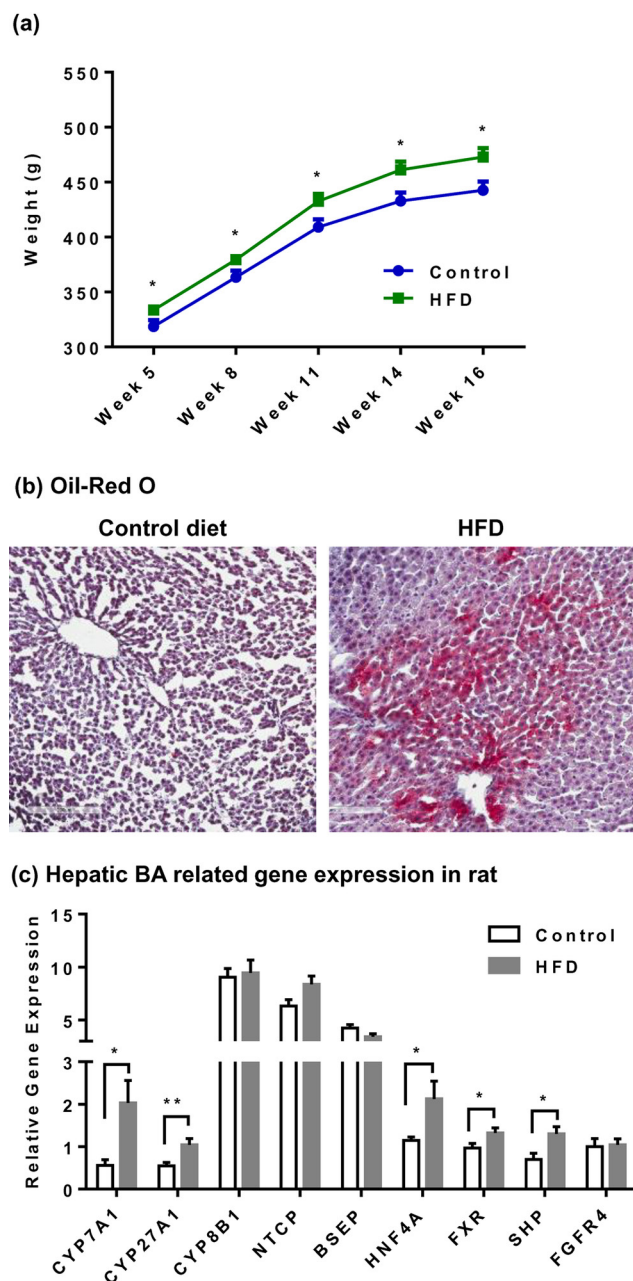 (a)
550
500
450
400
350
300
Weight (g)
* * * * *
Control
HFD
Week 5 Week 8 Week 11 Week 14 Week 16
(b) Oil-Red O
Control diet HFD
(c) Hepatic BA related gene expression in rat
15
10
5
3
2
1
0
Relative Gene Expression
Control
HFD
* ** * * *
CYP7A1 CYP27A1 CYP8B1 NTCP BSEP HNF4A FXR SHP FGFR4